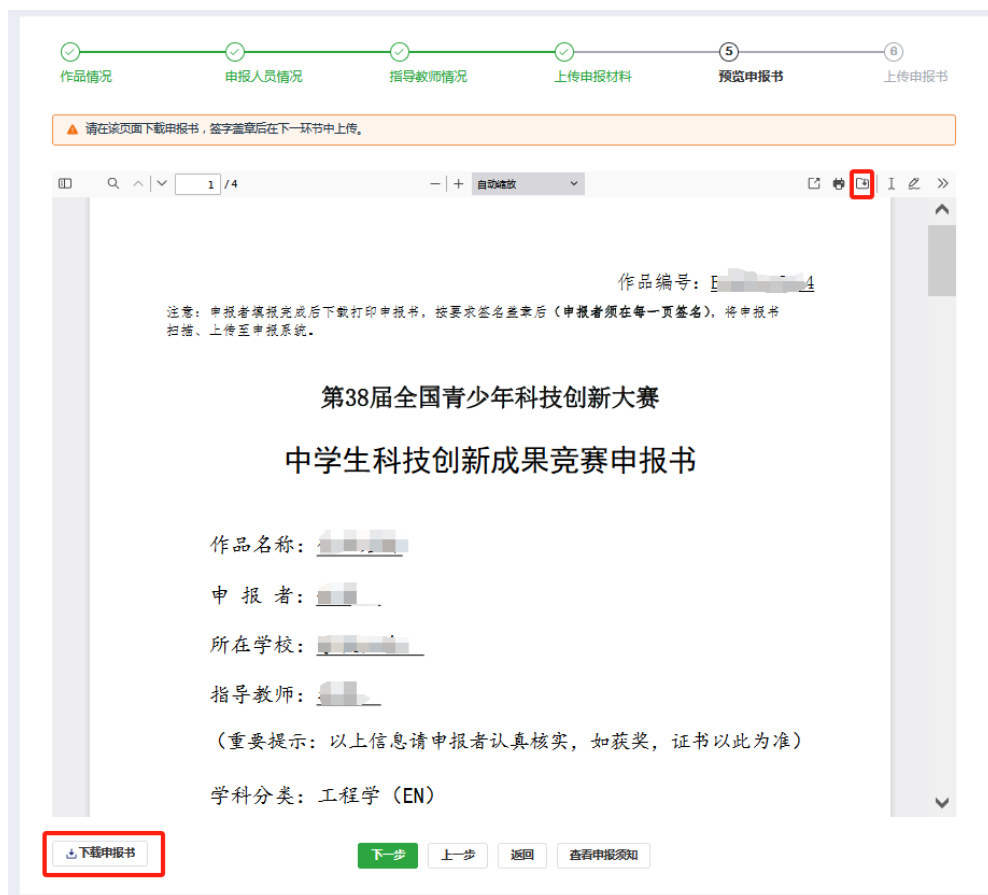 5
6
作品情况 申报人员情况 指导教师情况 上传申报材料 预览申报书 上传申报书
请在该页面下载申报书，签字盖章后在下一环节中上传。
1 /4 自动缩放
作品编号：
注意：申报者填报完成后下载打印申报书，按要求签名盖章后（申报者须在每一页签名），将申报书
扫描、上传至申报系统。
第38届全国青少年科技创新大赛
中学生科技创新成果竞赛申报书
作品名称：
申 报 者：
所在学校：
指导教师：
（重要提示：以上信息请申报者认真核实，如获奖，证书以此为准）
学科分类：工程学（EN）
下载申报书 下一步 上一步 返回 查看申报须知